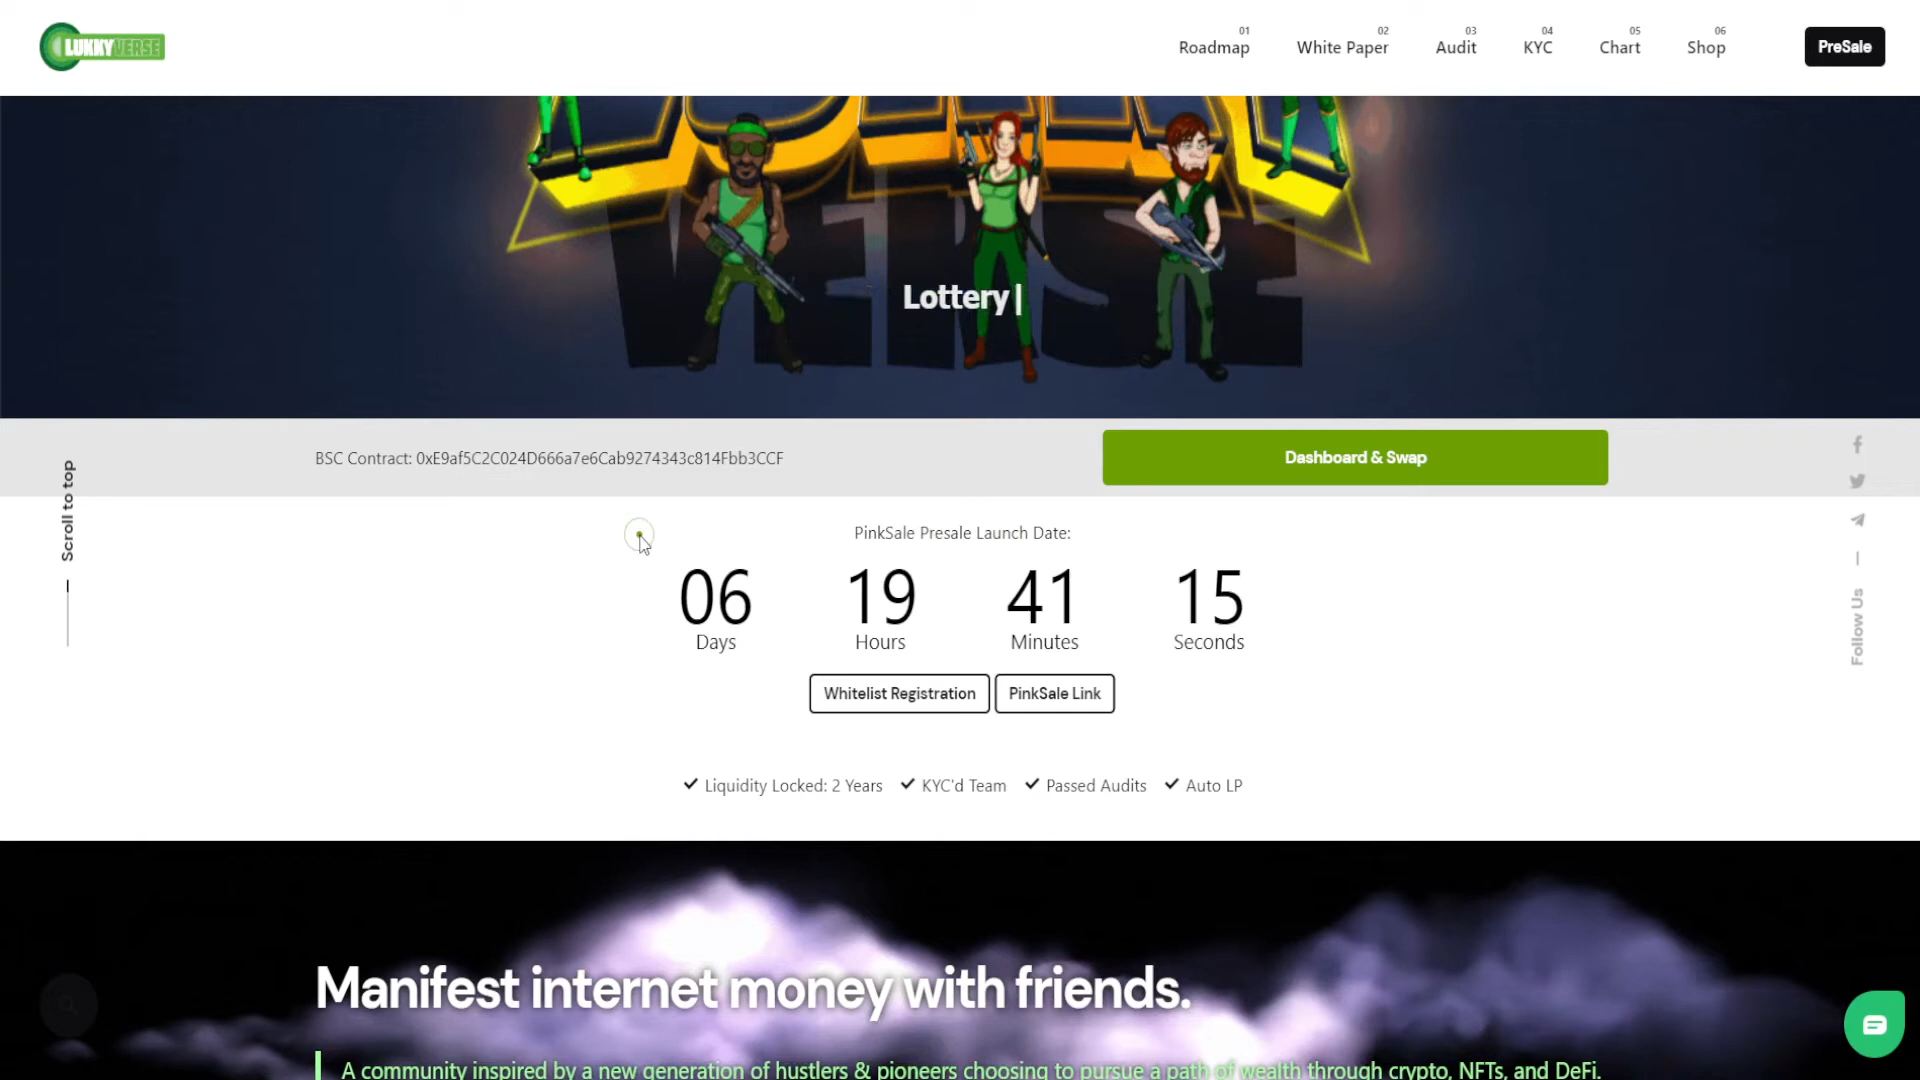 LUKKYVERSE
01
Roadmap
02
White Paper
03
Audit
04
KYC
05
Chart
06
Shop
PreSale
VERSE
Lottery|
BSC Contract: 0xE9af5C2C024D666a7e6Cab9274343c814Fbb3CCF
Dashboard & Swap
Scroll to top
Follow Us
PinkSale Presale Launch Date:
06 19 41 15
Days Hours Minutes Seconds
Whitelist Registration PinkSale Link
Liquidity Locked: 2 Years KYC'd Team Passed Audits Auto LP
Manifest internet money with friends.
A community inspired by a new generation of hustlers & pioneers choosing to pursue a path of wealth through crypto, NFTs, and DeFi.